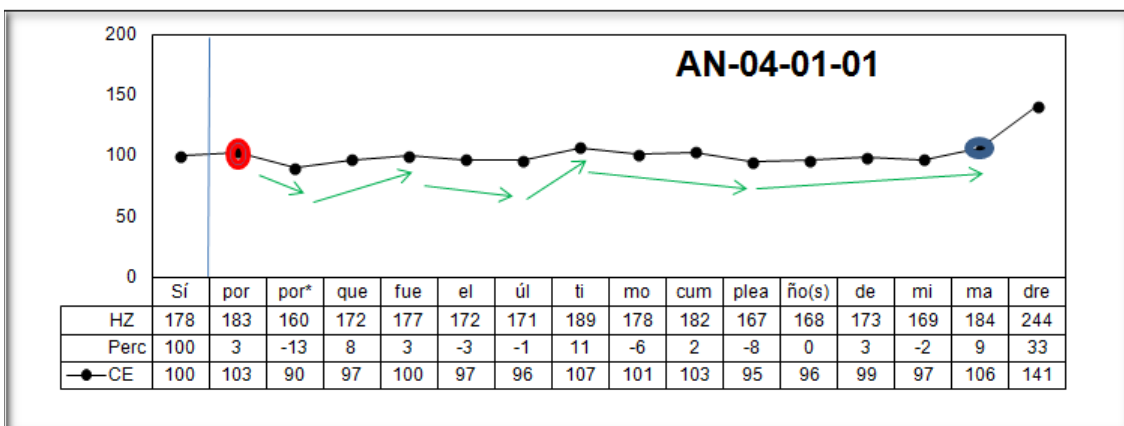 AN-04-01-01
200
150
100
50
0
Sí por por* que fue el úl ti mo cum plea ño(s) de mi ma dre
HZ 178 183 160 172 177 172 171 189 178 182 167 168 173 169 184 244
Perc 100 3 -13 8 3 -3 -1 11 -6 2 -8 0 3 -2 9 33
CE 100 103 90 97 100 97 96 107 101 103 95 96 99 97 106 141